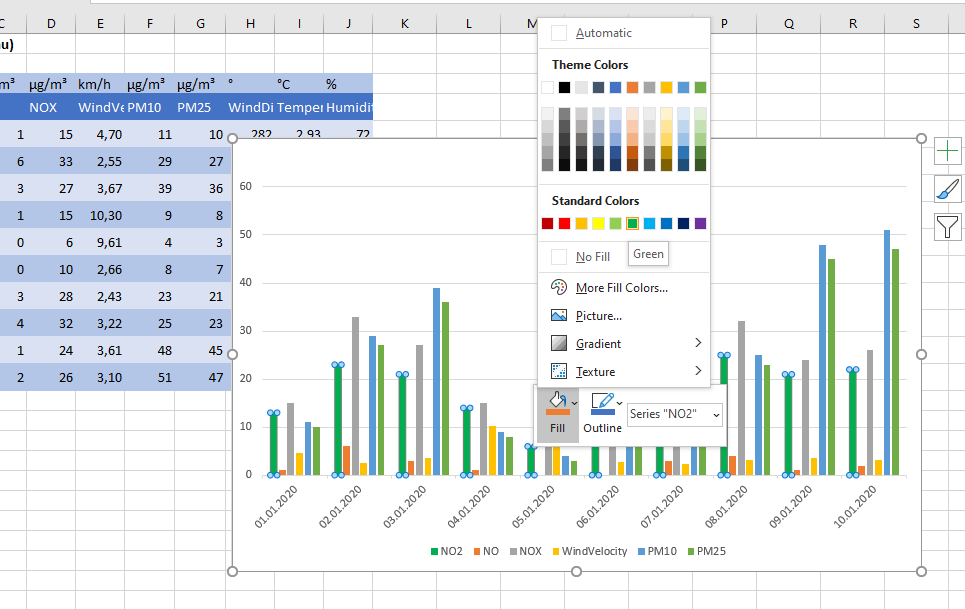 C D E F G H I J K L M P Q R S
u)
m³ µg/m³ km/h µg/m³ µg/m³ ° °C %
NOX WindVe PM10 PM25 WindDi Temper Humidi
1 15 4,70 11 10 282 2,93 72
6 33 2,55 29 27
3 27 3,67 39 36
1 15 10,30 9 8
0 6 9,61 4 3
0 10 2,66 8 7
3 28 2,43 23 21
4 32 3,22 25 23
1 24 3,61 48 45
2 26 3,10 51 47
Automatic
Theme Colors
Standard Colors
No Fill
Green
More Fill Colors...
Picture...
Gradient
Texture
Fill
Outline
Series "NO2"
60
50
40
30
20
10
0
01.01.2020 02.01.2020 03.01.2020 04.01.2020 05.01.2020 06.01.2020 07.01.2020 08.01.2020 09.01.2020 10.01.2020
NO2 NO NOX WindVelocity PM10 PM25